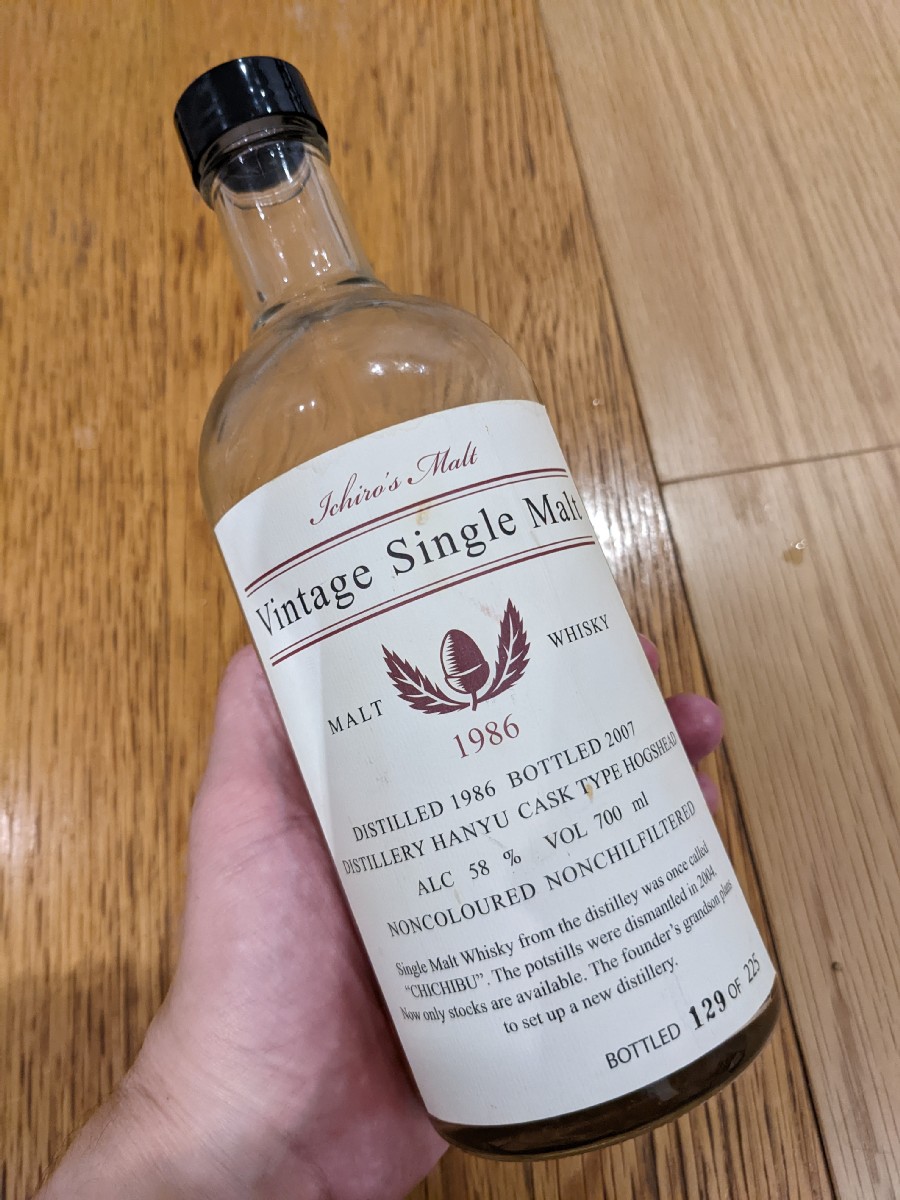 Ichiro's Malt
Vintage Single Malt
MALT WHISKY
1986
DISTILLED 1986 BOTTLED 2007
DISTILLERY HANYU CASK TYPE HOGSHEAD
ALC 58 % VOL 700 ml
NONCOLOURED NONCHILFILTERED
Single Malt Whisky from the distilley was once called
"CHICHIBU". The potstills were dismantled in 2004.
Now only stocks are available. The founder's grandson plans
to set up a new distillery.
BOTTLED 129 OF 225